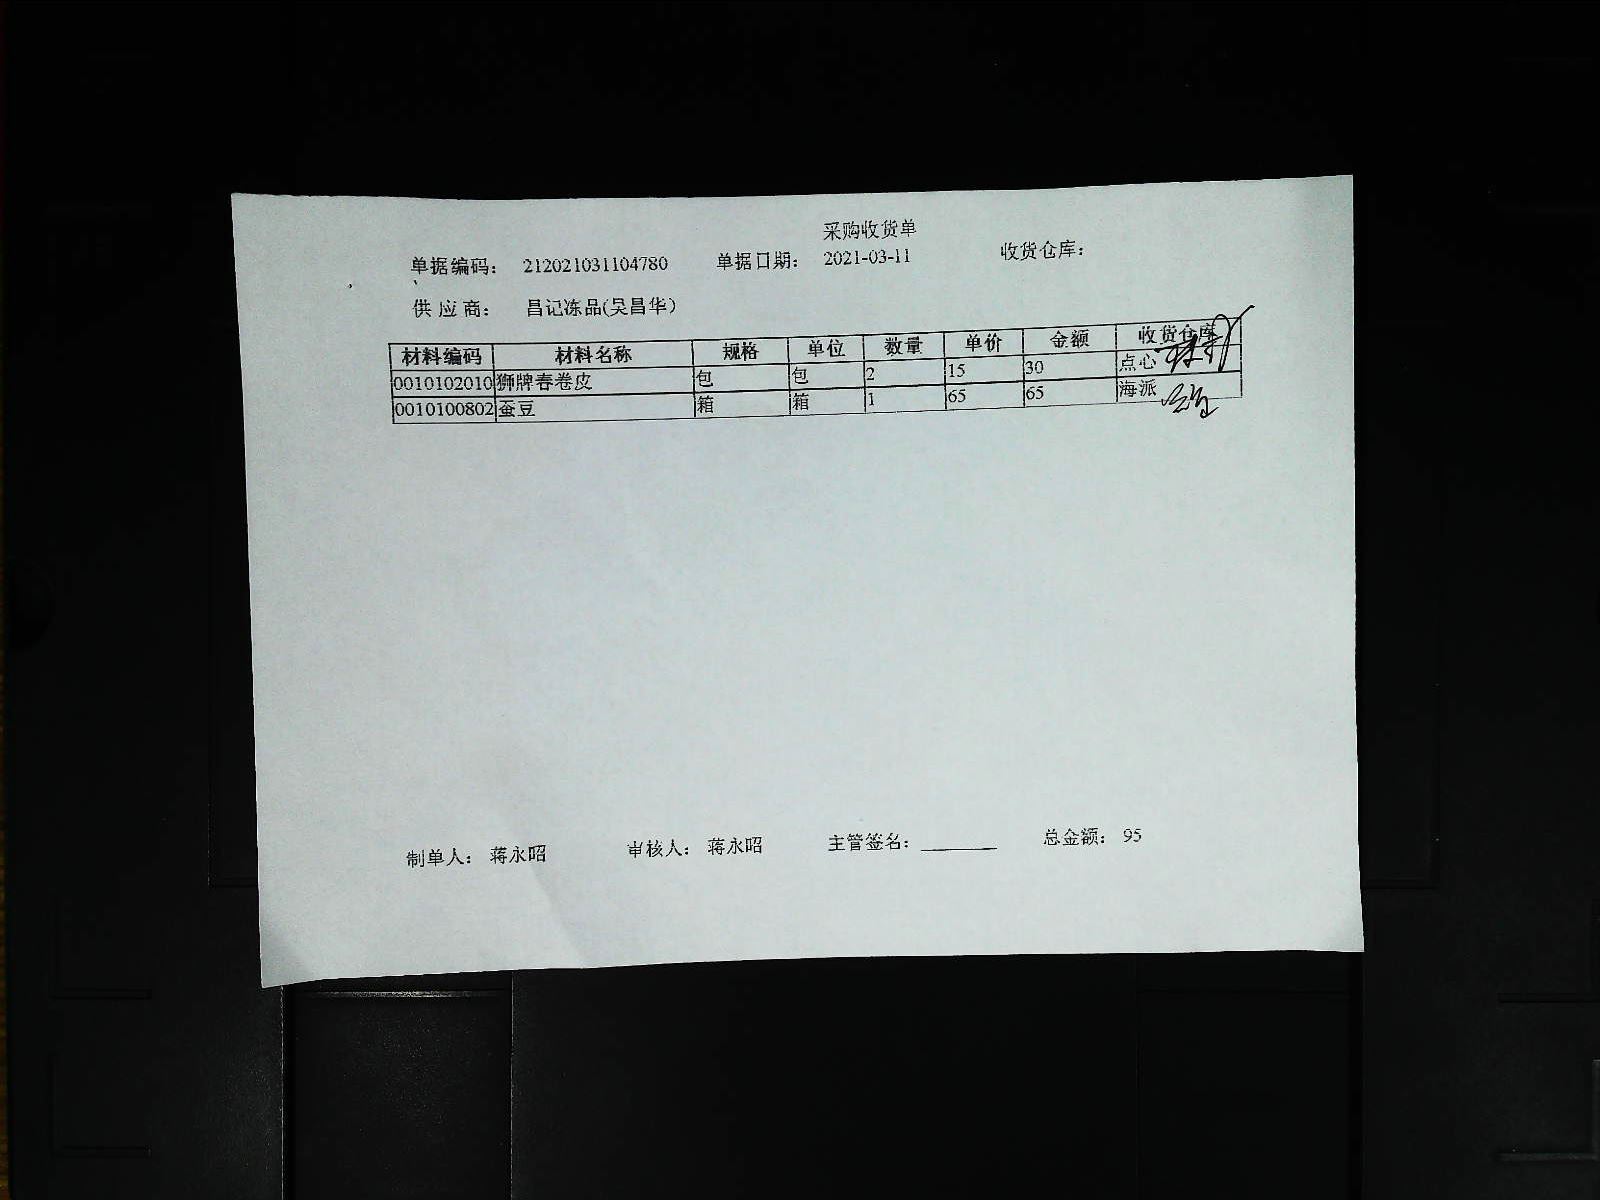 采购收货单
单据编码： 212021031104780 单据日期： 2021-03-11 收货仓库：
供 应 商： 昌记冻品(吴昌华)
材料编码 材料名称 规格 单位 数量 单价 金额 收货仓库
0010102010 狮牌春卷皮 包 包 2 15 30 点心
0010100802 蚕豆 箱 箱 1 65 65 海派
制单人： 蒋永昭 审核人： 蒋永昭 主管签名：_______ 总金额： 95